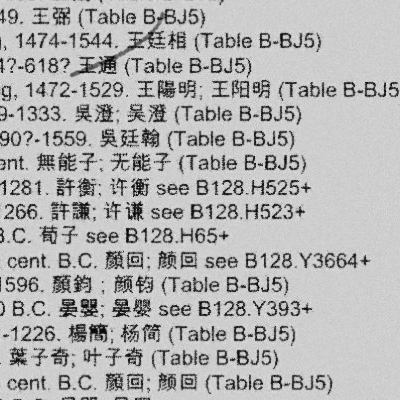 49. 王弼 (Table B-BJ5)
g, 1474-1544. 王廷相 (Table B-BJ5)
4?-618? 王通 (Table B-BJ5)
ng, 1472-1529. 王陽明; 王阳明 (Table B-BJ5)
9-1333. 吳澄; 吴澄 (Table B-BJ5)
90?-1559. 吳廷翰 (Table B-BJ5)
ent. 無能子; 无能子 (Table B-BJ5)
1281. 許衡; 许衡 see B128.H525+
1266. 許謙; 许谦 see B128.H523+
B.C. 荀子 see B128.H65+
cent. B.C. 顏回; 颜回 see B128.Y3664+
1596. 顏鈞 ; 颜钧 (Table B-BJ5)
0 B.C. 晏嬰; 晏婴 see B128.Y393+
-1226. 楊簡; 杨简 (Table B-BJ5)
. 葉子奇; 叶子奇 (Table B-BJ5)
cent. B.C. 顏回; 颜回 (Table B-BJ5)